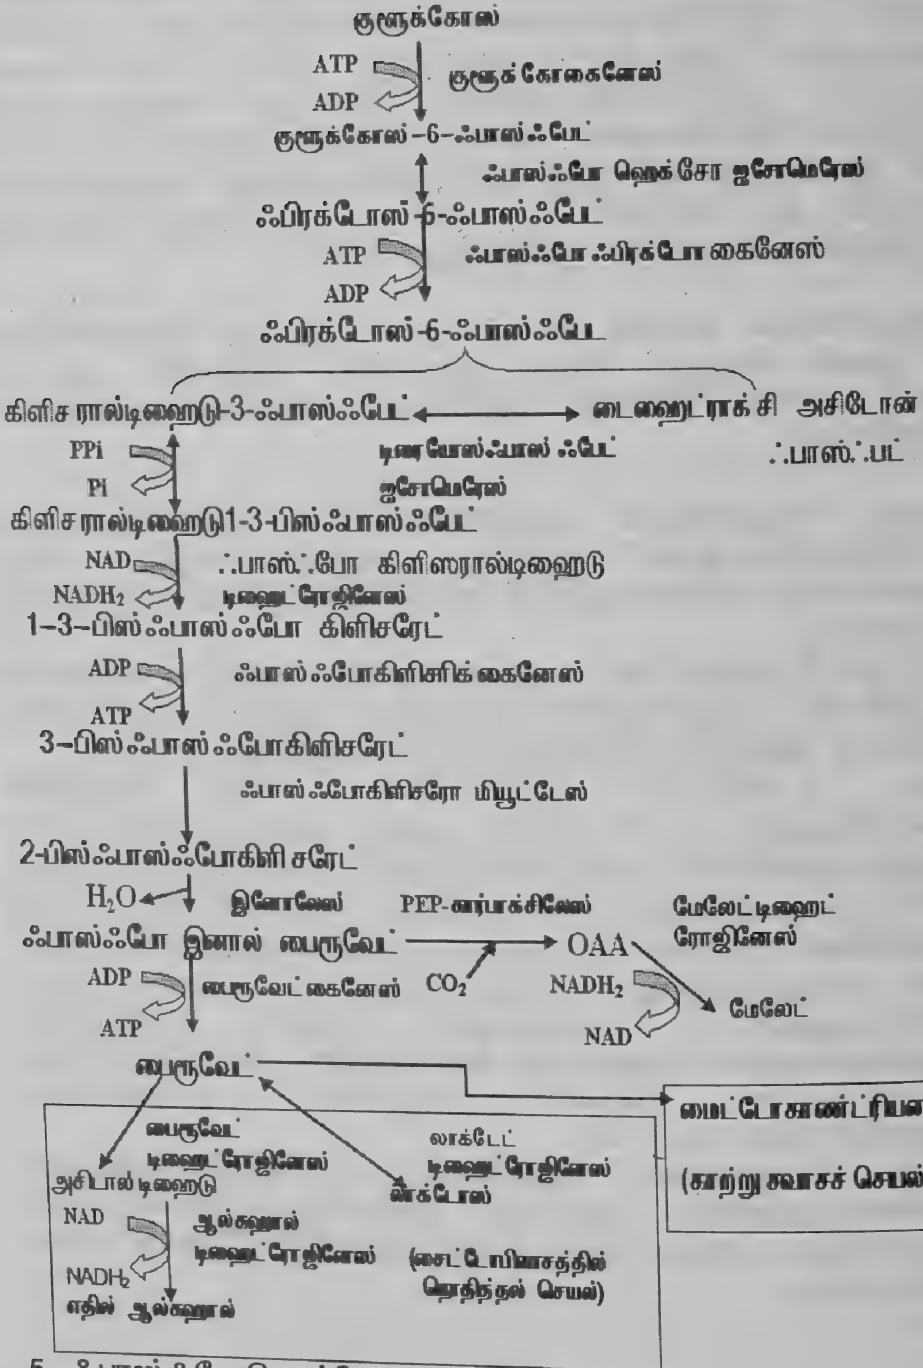 குளூக்கோஸ்
ATP
குளூக் கோகைனேஸ்
ADP
குளூக்கோஸ் -6-ஃபாஸ்ஃபேட்
ஃபாஸ்ஃபோ ஹெக்சோ ஐசோமெரேஸ்
ஃபிரக்டோஸ் -6-ஃபாஸ்ஃபேட்
ATP
ஃபாஸ்ஃபோ ஃபிரக்டோ கைனேஸ்
ADP
ஃபிரக்டோஸ் -6-ஃபாஸ்ஃபே
கிளிச ரால்டிஹைடு-3-ஃபாஸ்ஃபேட் டைஹைட்ராக் சி அசிடோன்
PPi டிரையோஸ்ஃபாஸ் ஃபேட் ஃபாஸ்ஃபட்
Pi ஐசோமெரேஸ்
கிளிச ரால்டிஹைடு1-3-பிஸ்ஃபாஸ்ஃபேட்
NAD ஃபாஸ்ஃபோ கிளிஸரால்டிஹைடு
NADH₂ டிஹைட்ரோஜினேஸ்
1-3-பிஸ்ஃபாஸ்ஃபோ கிளிசரேட்
ADP ஃபாஸ்ஃபோகிளிசரிக் கைனேஸ்
ATP
3-பிஸ்ஃபாஸ்ஃபோகிளிசரேட்
ஃபாஸ்ஃபோகிளிசரோ மியூட்டேஸ்
2-பிஸ்ஃபாஸ்ஃபோகிளி சரேட்
H₂O இனோலேஸ் PEP-கார்பாக்சிலேஸ் மேலேட் டிஹைட்
ரோஜினேஸ்
ஃபாஸ்ஃபோ இனால் பைரூவேட் OAA
ADP பைரூவேட் கைனேஸ் CO₂ NADH₂
மேலேட்
ATP NAD
பைரூவேட்
மைட்டோகாண்ட்ரிய
(காற்று சுவாசச் செயல்
பைரூவேட் லாக்டேட்
டிஹைட்ரோஜினேஸ் டிஹைட்ரோஜினேஸ்
அசிடால் டிஹைடு லாக்டோஸ்
NAD ஆல்கஹால்
டிஹைட்ரோஜினேஸ் (சைட்டோபிளாசத்தில்
NADH₂ நொதித்தல் செயல்)
எதில் ஆல்கஹால்